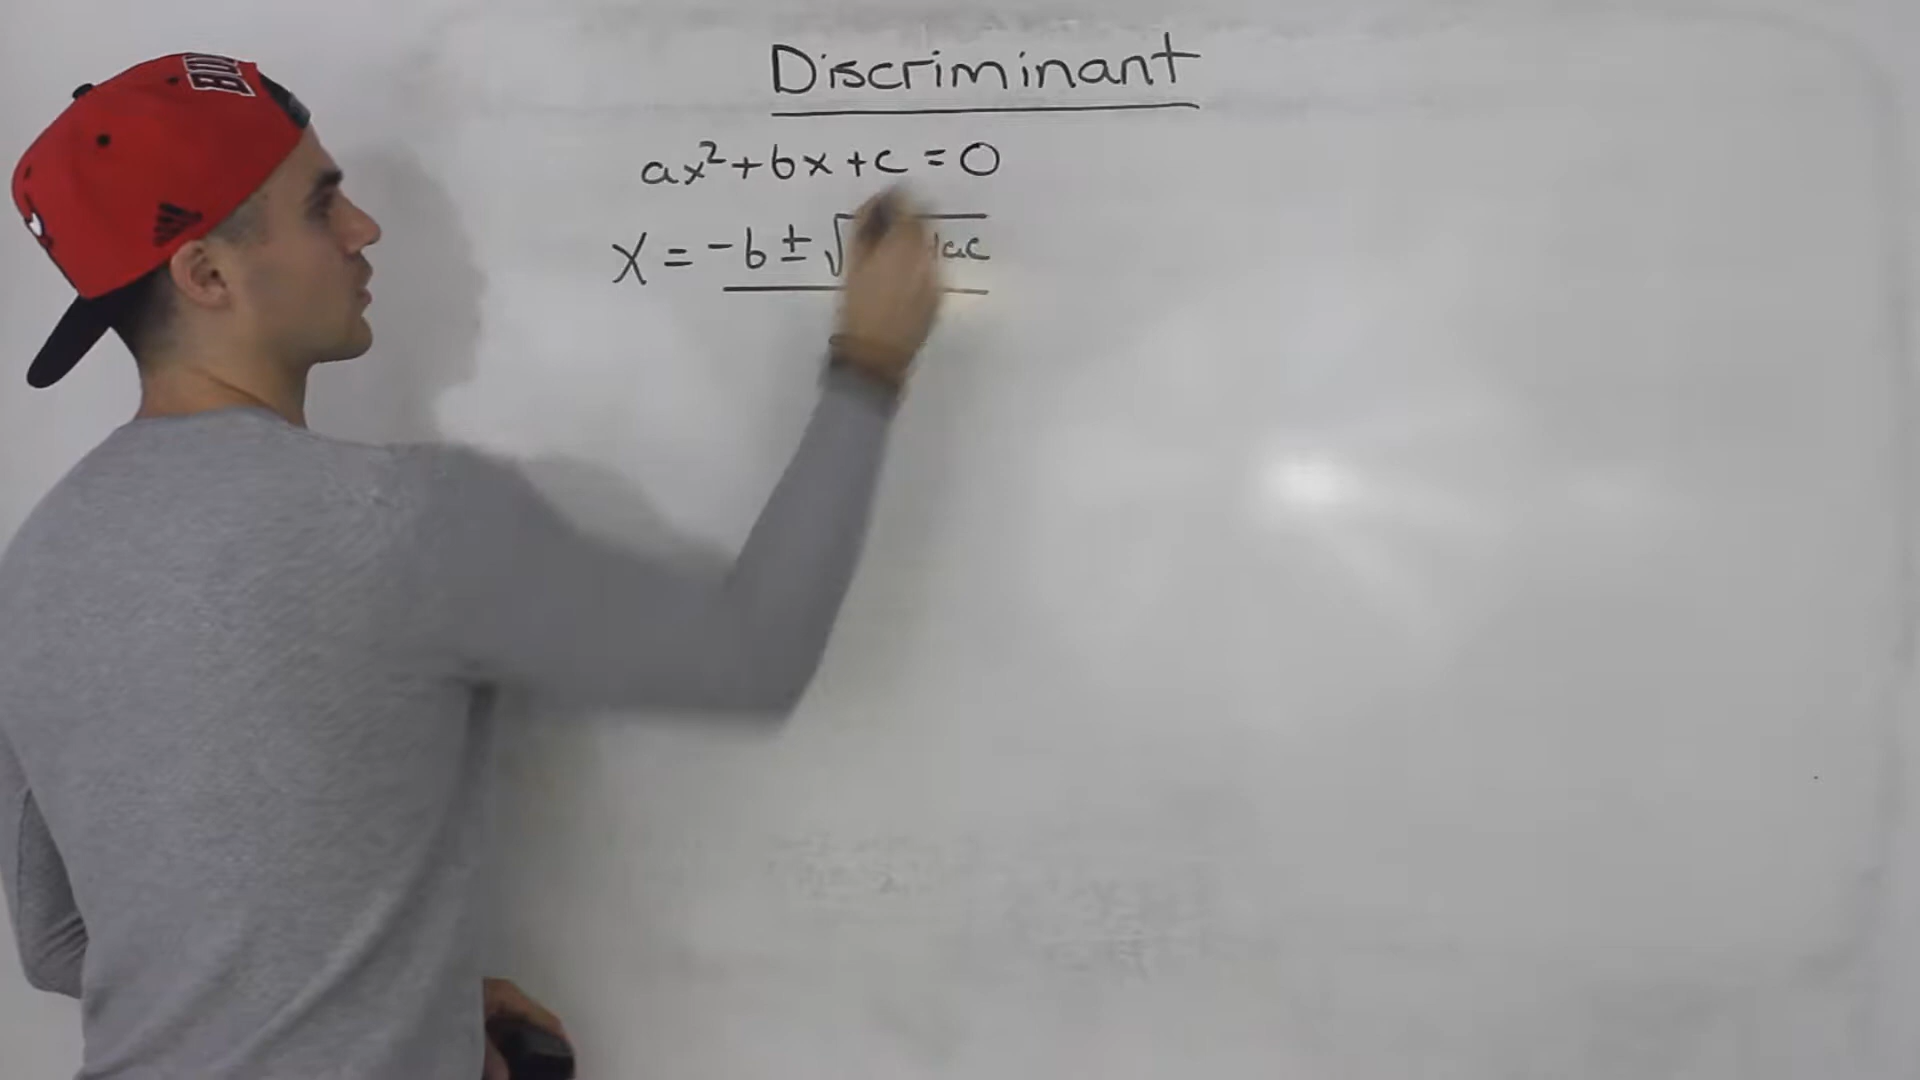 Discriminant
ax²+bx+c=0
x = -b ± √ 4ac